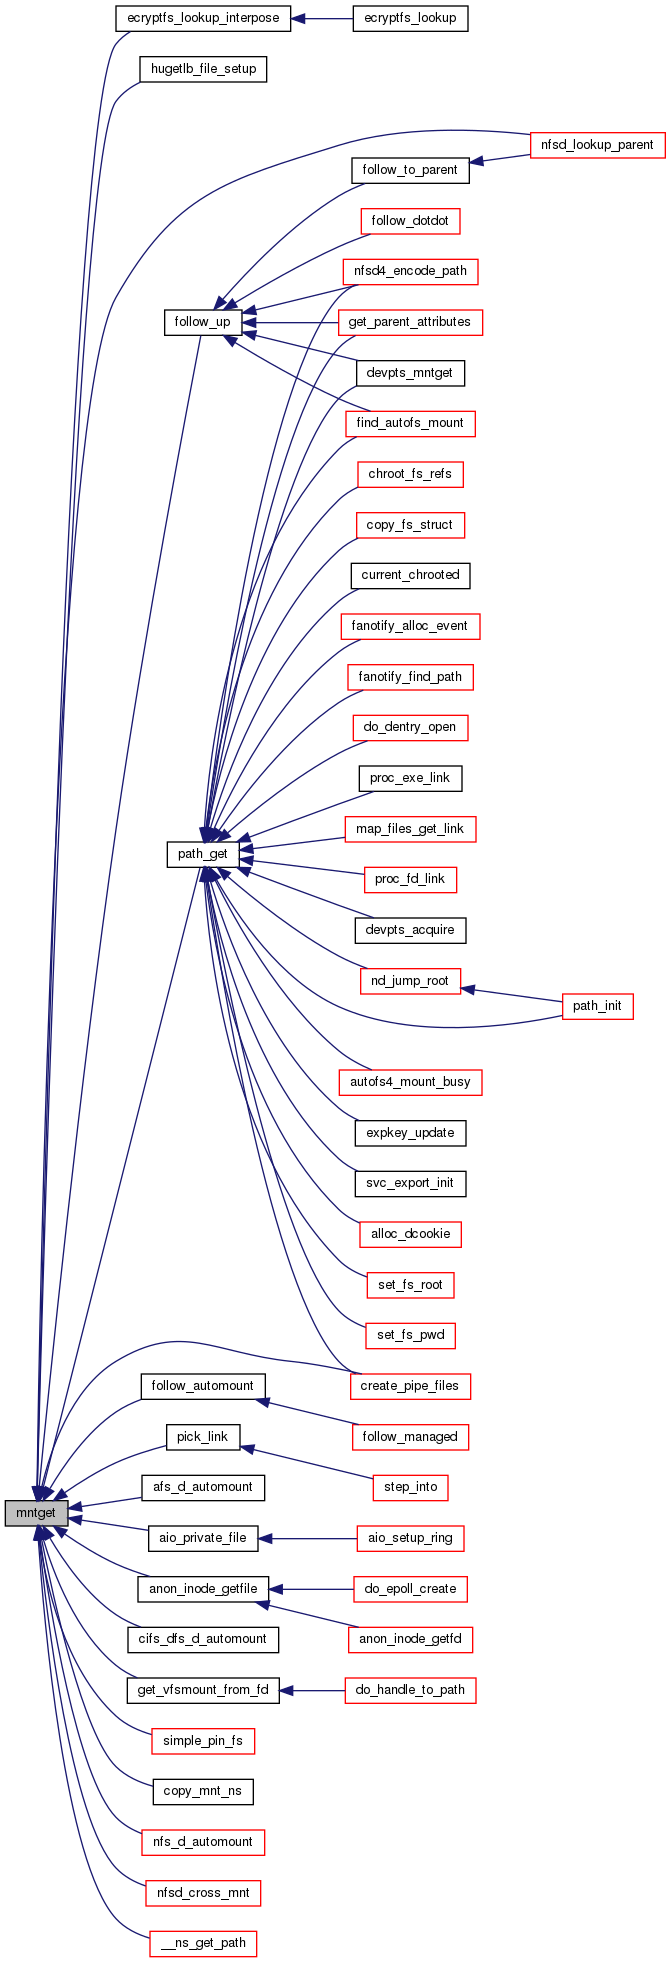 ecryptfs_lookup_interpose
ecryptfs_lookup
hugetlb_file_setup
nfsd_lookup_parent
follow_to_parent
follow_dotdot
nfsd4_encode_path
follow_up
get_parent_attributes
devpts_mntget
find_autofs_mount
chroot_fs_refs
copy_fs_struct
current_chrooted
fanotify_alloc_event
fanotify_find_path
do_dentry_open
proc_exe_link
map_files_get_link
path_get
proc_fd_link
devpts_acquire
nd_jump_root
path_init
autofs4_mount_busy
expkey_update
svc_export_init
alloc_dcookie
set_fs_root
set_fs_pwd
create_pipe_files
follow_automount
follow_managed
pick_link
step_into
afs_d_automount
mntget
aio_private_file
aio_setup_ring
anon_inode_getfile
do_epoll_create
cifs_dfs_d_automount
anon_inode_getfd
get_vfsmount_from_fd
do_handle_to_path
simple_pin_fs
copy_mnt_ns
nfs_d_automount
nfsd_cross_mnt
__ns_get_path